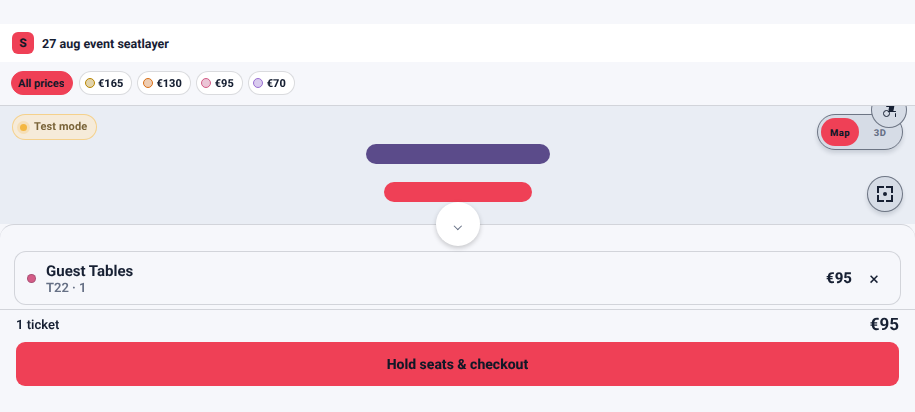 S 27 aug event seatlayer
All prices €165 €130 €95 €70
Test mode
Map 3D
Guest Tables
T22 · 1
€95 ×
1 ticket €95
Hold seats & checkout